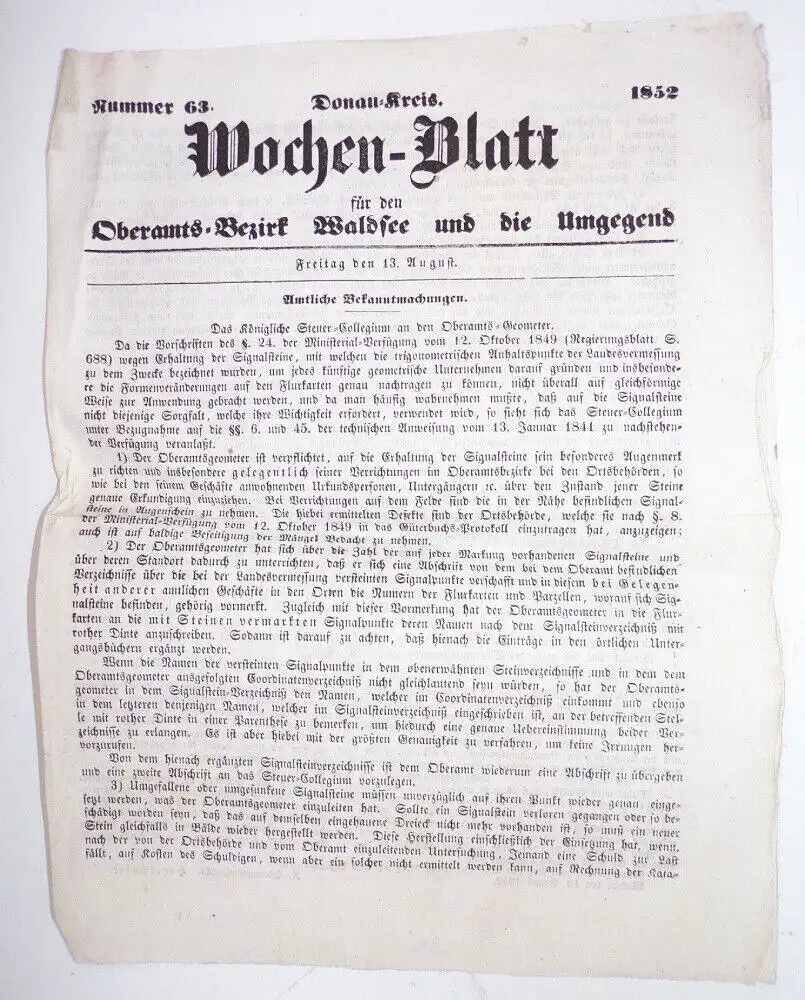 Nummer 63. Donau-Kreis. 1852
Wochen-Blatt
für den
Oberamts-Bezirk Waldsee und die Umgegend
Freitag den 13. August.
Amtliche Bekanntmachungen.
Das Königliche Steuer-Collegium an den Oberamts-Geometer.
Da die Vorschriften des §. 24. der Ministerial-Verfügung vom 12. Oktober 1849 (Regierungsblatt S.
688) wegen Erhaltung der Signalsteine, mit welchen die trigonometrischen Anhaltspunkte der Landesvermessung
zu dem Zwecke bezeichnet wurden, um jedes künftige geometrische Unternehmen darauf gründen und insbesonde-
re die Formenveränderungen auf den Flurkarten genau nachtragen zu können, nicht überall auf gleichförmige
Weise zur Anwendung gebracht werden, und da man häufig wahrnehmen mußte, daß auf die Signalsteine
nicht diejenige Sorgfalt, welche ihre Wichtigkeit erfordert, verwendet wird, so sieht sich das Steuer-Collegium
unter Bezugnahme auf die §§. 6. und 45. der technischen Anweisung vom 13. Januar 1841 zu nachstehen-
der Verfügung veranlaßt.
1) Der Oberamtsgeometer ist verpflichtet, auf die Erhaltung der Signalsteine sein besonderes Augenmerk
zu richten und insbesondere gelegentlich seiner Verrichtungen im Oberamtsbezirke bei den Ortsbehörden, so
wie bei den seinem Geschäfte anwohnenden Urkundspersonen, Untergängern ꝛc. über den Zustand jener Steine
genaue Erkundigung einzuziehen. Bei Verrichtungen auf dem Felde sind die in der Nähe befindlichen Signal-
steine in Augenschein zu nehmen. Die hiebei ermittelten Defekte sind der Ortsbehörde, welche sie nach §. 8.
der Ministerial-Verfügung vom 12. Oktober 1849 in das Güterbuchs-Protokoll einzutragen hat, anzuzeigen;
auch ist auf baldige Beseitigung der Mängel Bedacht zu nehmen.
2) Der Oberamtsgeometer hat sich über die Zahl der auf jeder Markung vorhandenen Signalsteine und
über deren Standort dadurch zu unterrichten, daß er sich eine Abschrift von dem bei dem Oberamt befindlichen
Verzeichnisse über die bei der Landesvermessung versteinten Signalpunkte verschafft und in diesem bei Gelegen-
heit anderer amtlichen Geschäfte in den Orten die Numern der Flurkarten und Parzellen, worauf sich Sig-
nalsteine befinden, gehörig vormerkt. Zugleich mit dieser Vormerkung hat der Oberamtsgeometer in die Flur-
karten an die mit Steinen vermarkten Signalpunkte deren Namen nach dem Signalsteinverzeichniß mit
rother Dinte anzuschreiben. Sodann ist darauf zu achten, daß hienach die Einträge in den örtlichen Unter-
gangsbüchern ergänzt werden.
Wenn die Namen der versteinten Signalpunkte in dem obenerwähnten Steinverzeichnisse und in dem dem
Oberamtsgeometer ausgefolgten Coordinatenverzeichniß nicht gleichlautend seyn würden, so hat der Oberamts-
geometer in dem Signalstein-Verzeichniß den Namen, welcher im Coordinatenverzeichniß einkommt und ebenso
in dem letzteren denjenigen Namen, welcher im Signalsteinverzeichniß eingeschrieben ist, an der betreffenden Stel-
le mit rother Dinte in einer Parenthese zu bemerken, um hiedurch eine genaue Uebereinstimmung beider Ver-
zeichnisse zu erlangen. Es ist aber hiebei mit der größten Genauigkeit zu verfahren, um keine Irrungen her-
vorzurufen.
Von dem hienach ergänzten Signalsteinverzeichnisse ist dem Oberamt wiederum eine Abschrift zu übergeben
und eine zweite Abschrift an das Steuer-Collegium vorzulegen.
3) Umgefallene oder umgesunkene Signalsteine müssen unverzüglich auf ihren Punkt wieder genau einge-
setzt werden, was der Oberamtsgeometer einzuleiten hat. Sollte ein Signalstein verloren gegangen oder so be-
schädigt worden seyn, daß das auf demselben eingehauene Dreieck nicht mehr vorhanden ist, so muß ein neuer
Stein gleichfalls in Bälde wieder hergestellt werden. Diese Herstellung einschließlich der Einsetzung hat, wenn,
nach der von der Ortsbehörde und vom Oberamt einzuleitenden Untersuchung, Jemand eine Schuld zur Last
fällt, auf Kosten des Schuldigen, wenn aber ein solcher nicht ermittelt werden kann, auf Rechnung der Kata-